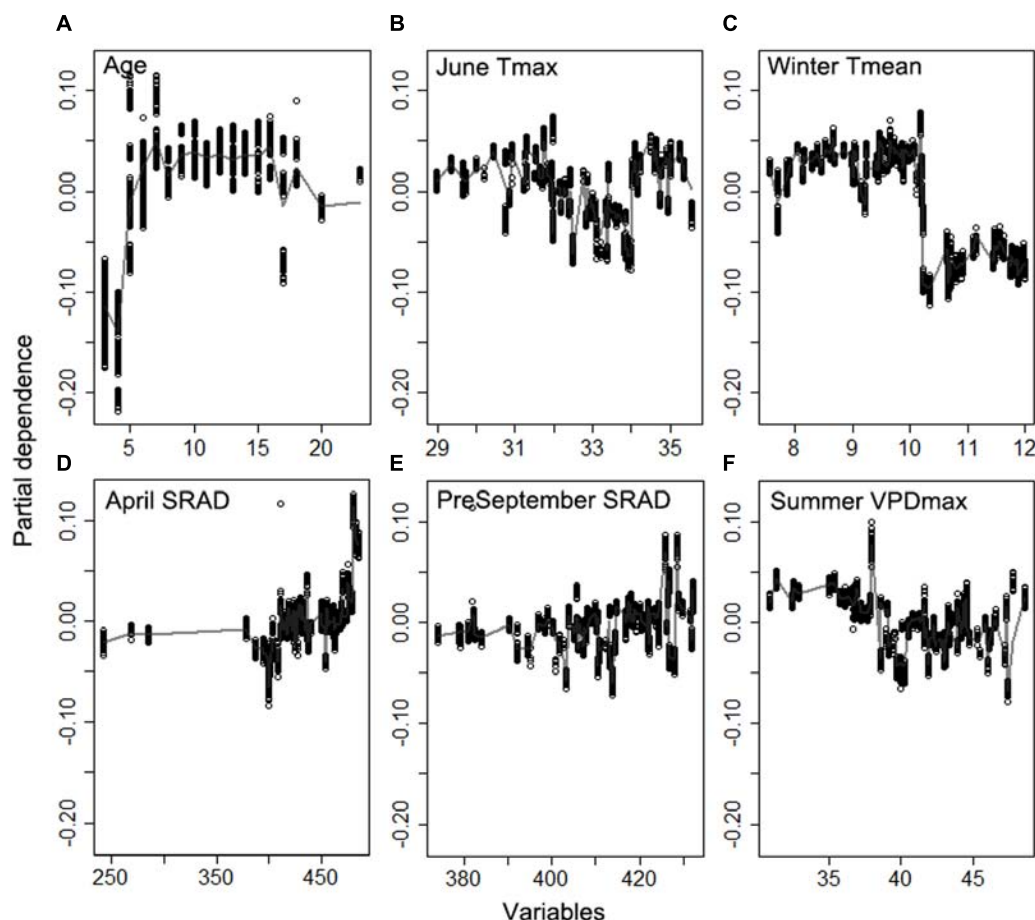 A
B
C
Age
June Tmax
Winter Tmean
0.10
0.00
-0.10
-0.20
0.10
0.00
-0.10
-0.20
0.10
0.00
-0.10
-0.20
5 10 15 20
29 31 33 35
8 9 10 11 12
D
E
F
April SRAD
PreSeptember SRAD
Summer VPDmax
0.10
0.00
-0.10
-0.20
0.10
0.00
-0.10
-0.20
0.10
0.00
-0.10
-0.20
250 350 450
380 400 420
35 40 45
Partial dependence
Variables